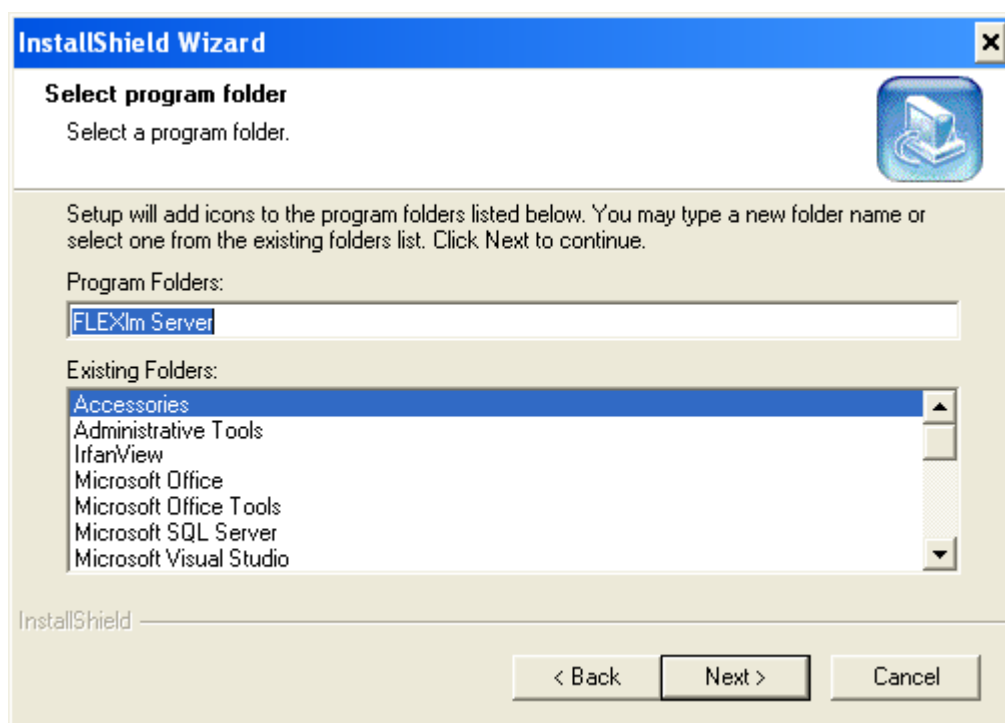 InstallShield Wizard
Select program folder
Select a program folder.
Setup will add icons to the program folders listed below. You may type a new folder name or
select one from the existing folders list. Click Next to continue.
Program Folders:
FLEXlm Server
Existing Folders:
Accessories
Administrative Tools
IrfanView
Microsoft Office
Microsoft Office Tools
Microsoft SQL Server
Microsoft Visual Studio
InstallShield
< Back Next > Cancel